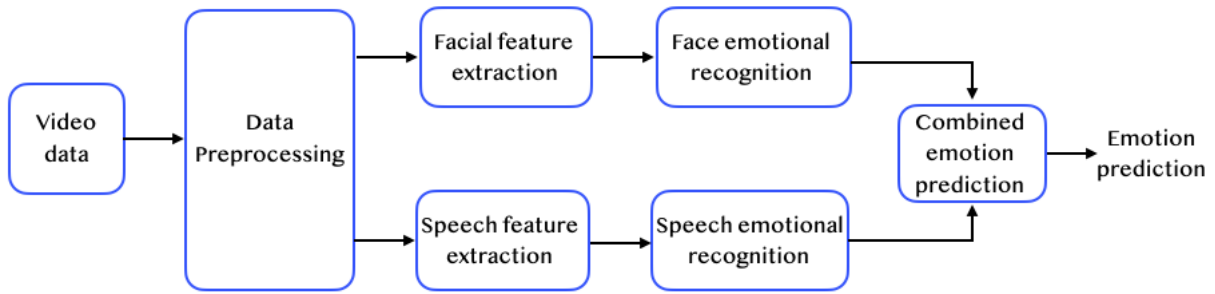 Video
data
Data
Preprocessing
Facial feature
extraction
Face emotional
recognition
Speech feature
extraction
Speech emotional
recognition
Combined
emotion
prediction
Emotion
prediction